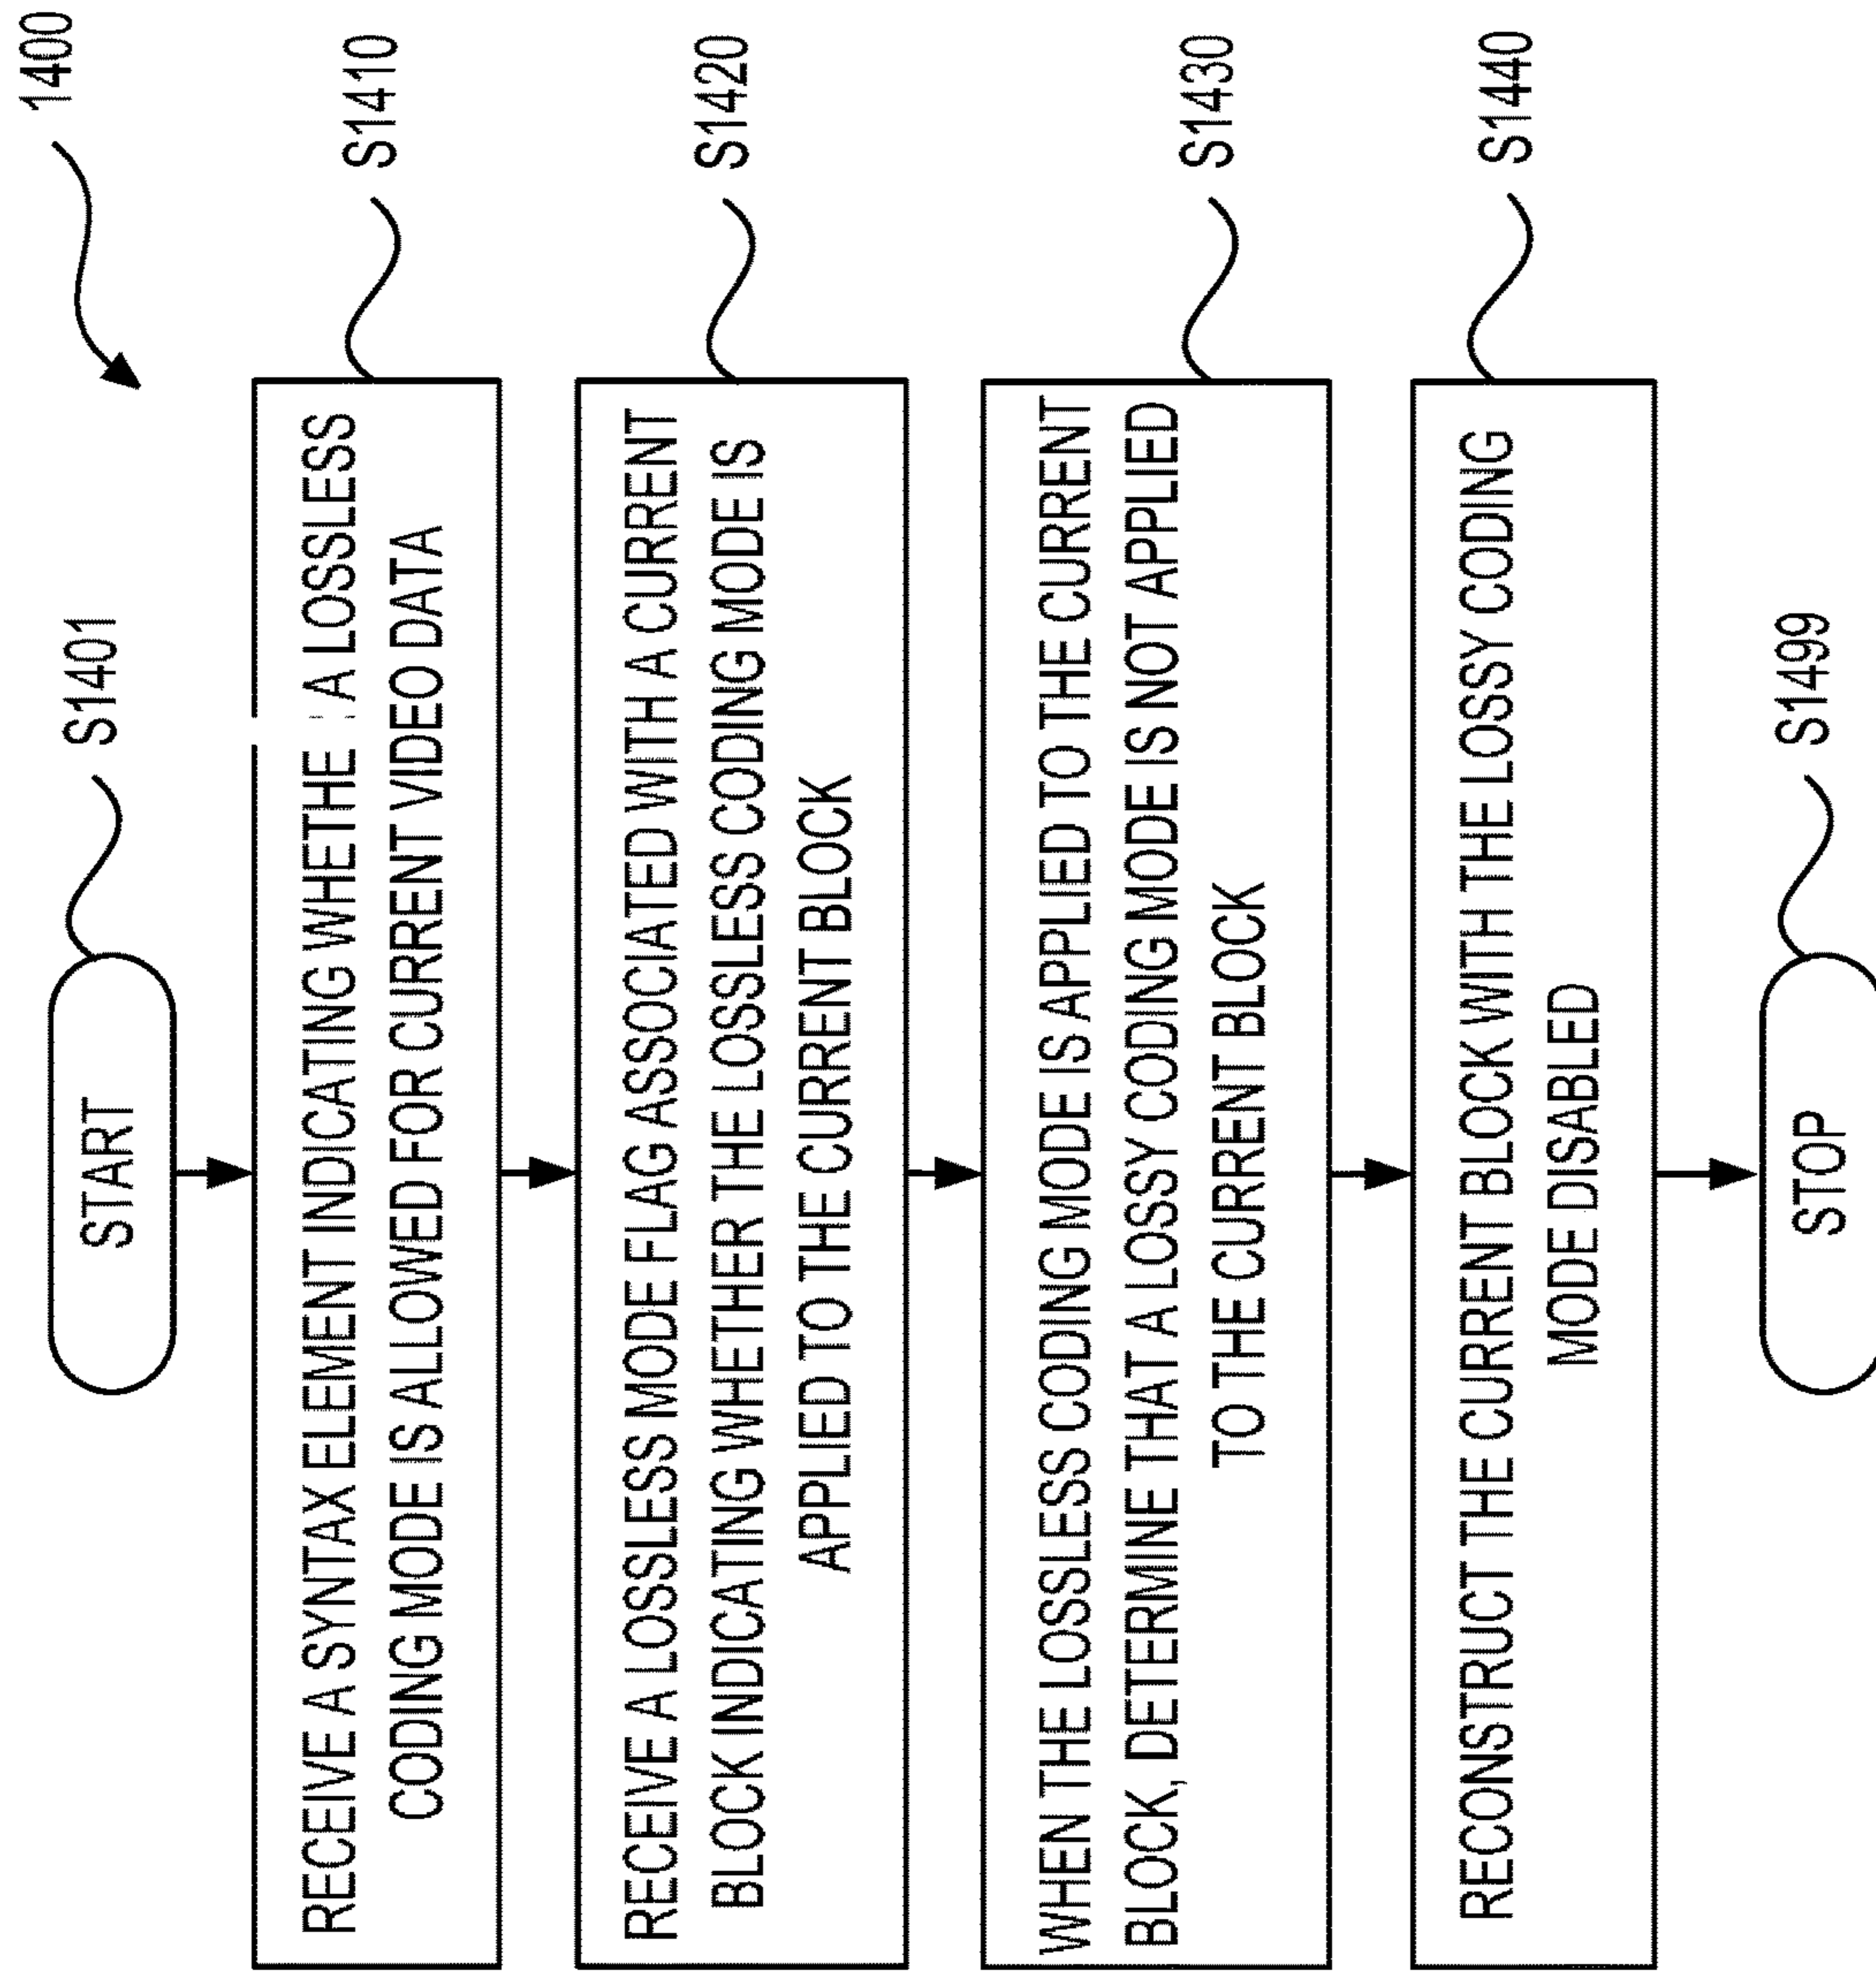 1400
START
S1401
RECEIVE A SYNTAX ELEMENT INDICATING WHETHE A LOSSLESS
CODING MODE IS ALLOWED FOR CURRENT VIDEO DATA
S1410
RECEIVE A LOSSLESS MODE FLAG ASSOCIATED WITH A CURRENT
BLOCK INDICATING WHETHER THE LOSSLESS CODING MODE IS
APPLIED TO THE CURRENT BLOCK
S1420
WHEN THE LOSSLESS CODING MODE IS APPLIED TO THE CURRENT
BLOCK, DETERMINE THAT A LOSSY CODING MODE IS NOT APPLIED
TO THE CURRENT BLOCK
S1430
RECONSTRUCT THE CURRENT BLOCK WITH THE LOSSY CODING
MODE DISABLED
S1440
STOP
S1499